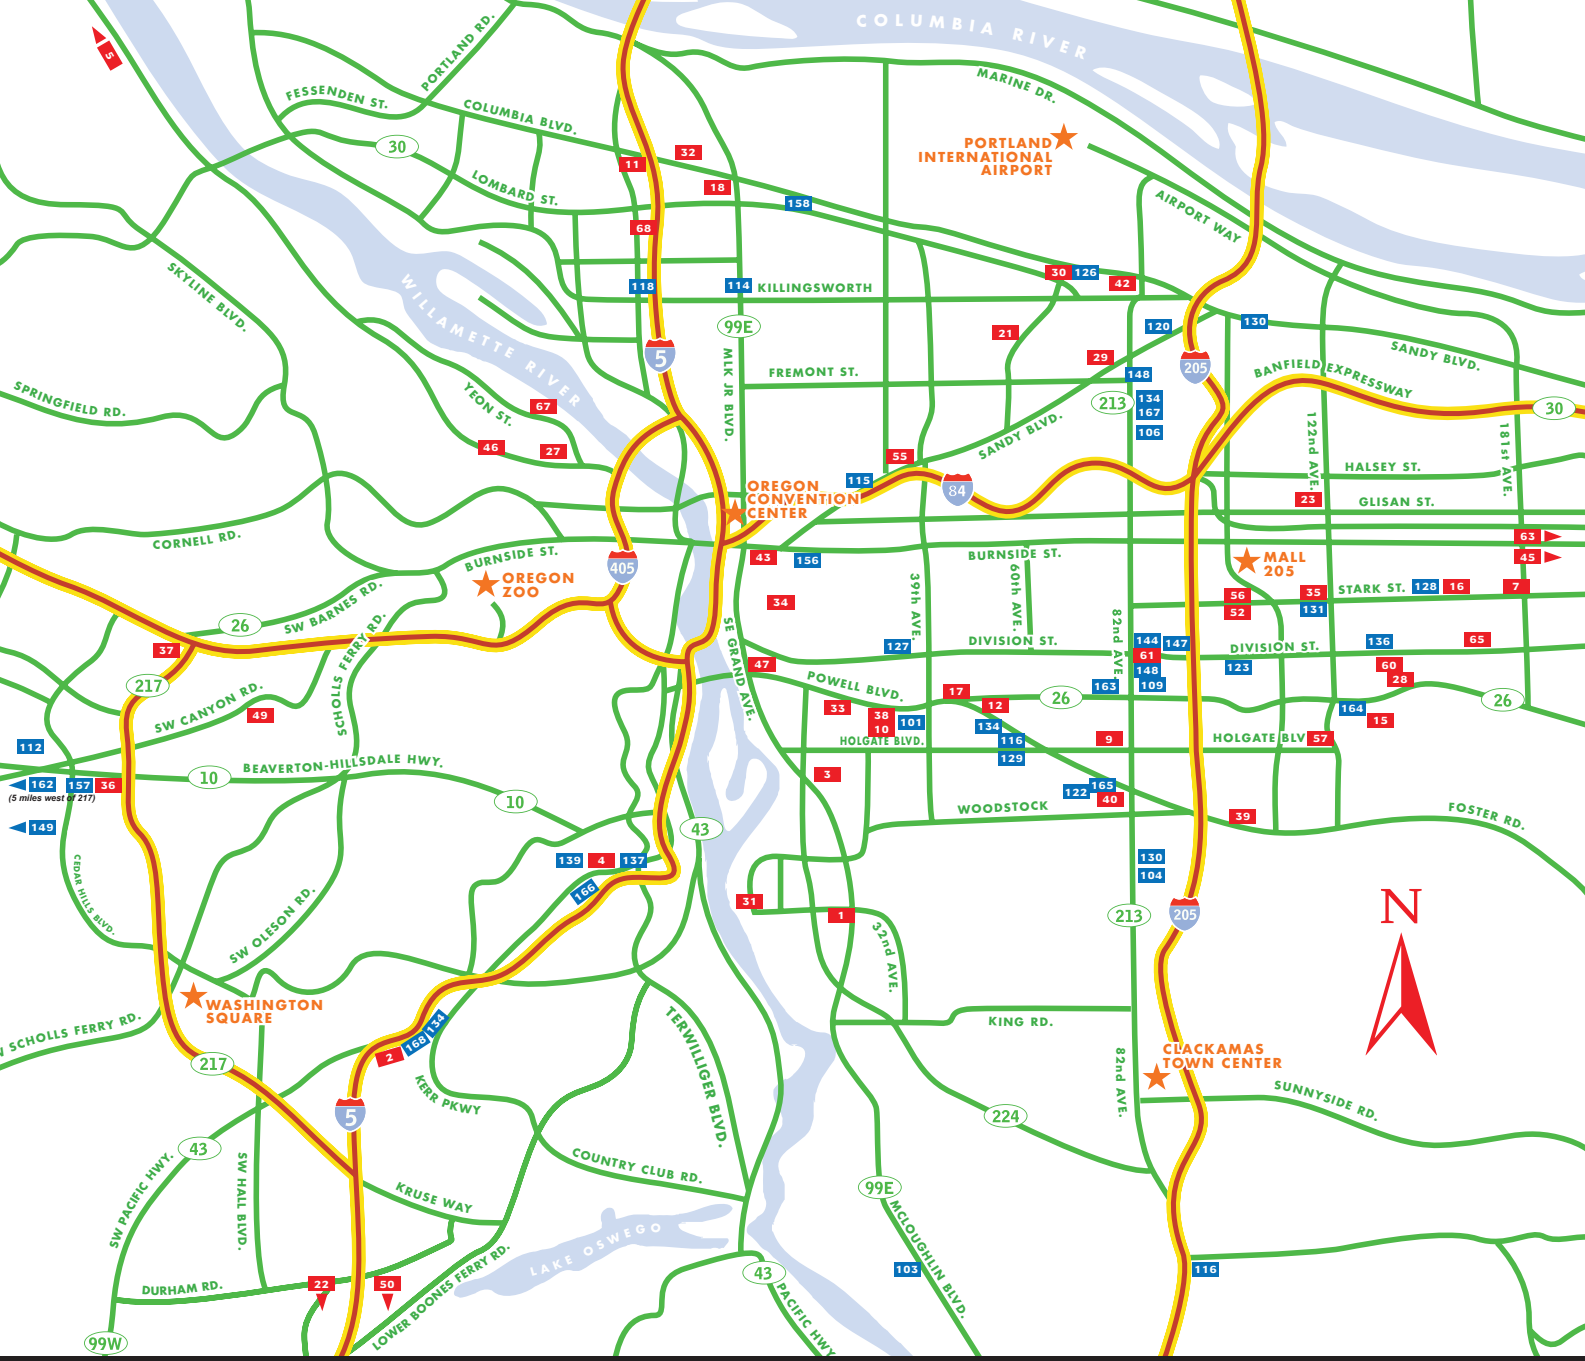 COLUMBIA RIVER
PORTLAND RD.
5
MARINE DR.
FESSENDEN ST.
COLUMBIA BLVD.
PORTLAND
INTERNATIONAL
AIRPORT
30
32
11
LOMBARD ST.
18
158
AIRPORT WAY
68
SKYLINE BLVD.
WILLAMETTE RIVER
30
126
42
118
114
KILLINGSWORTH
99E
120
130
21
5
29
205
SANDY BLVD.
BANFIELD EXPRESSWAY
FREMONT ST.
148
SPRINGFIELD RD.
MLK JR BLVD.
YEON ST.
67
213
134
167
30
106
SANDY BLVD.
122nd AVE.
181st AVE.
46
27
55
HALSEY ST.
115
84
OREGON
CONVENTION
CENTER
23
GLISAN ST.
CORNELL RD.
BURNSIDE ST.
63
43
156
BURNSIDE ST.
45
MALL
205
405
OREGON
ZOO
39th AVE.
60th AVE.
STARK ST.
128
16
7
56
35
52
131
34
SW BARNES RD.
26
SCHOLLS FERRY RD.
SE GRAND AVE.
82nd AVE.
37
127
DIVISION ST.
144
147
61
148
DIVISION ST.
136
65
47
123
60
28
217
POWELL BLVD.
163
109
SW CANYON RD.
17
26
26
49
33
12
164
38
101
10
134
15
HOLGATE BLVD.
116
9
HOLGATE BLV
57
112
129
BEAVERTON-HILLSDALE HWY.
10
3
162
157
36
(5 miles west of 217)
122
165
40
10
WOODSTOCK
39
FOSTER RD.
149
43
CEDAR HILLS BLVD.
139
4
137
130
166
104
31
1
213
205
N
SW OLESON RD.
32nd AVE.
WASHINGTON
SQUARE
W SCHOLLS FERRY RD.
134
168
2
TERWILLIGER BLVD.
KING RD.
217
CLACKAMAS
TOWN CENTER
82nd AVE.
KERR PKWY
SUNNYSIDE RD.
5
224
43
SW PACIFIC HWY.
SW HALL BLVD.
COUNTRY CLUB RD.
99E
KRUSE WAY
MCLOUGHLIN BLVD.
LAKE OSWEGO
LOWER BOONES FERRY RD.
43
103
116
DURHAM RD.
22
50
PACIFIC HWY
99W